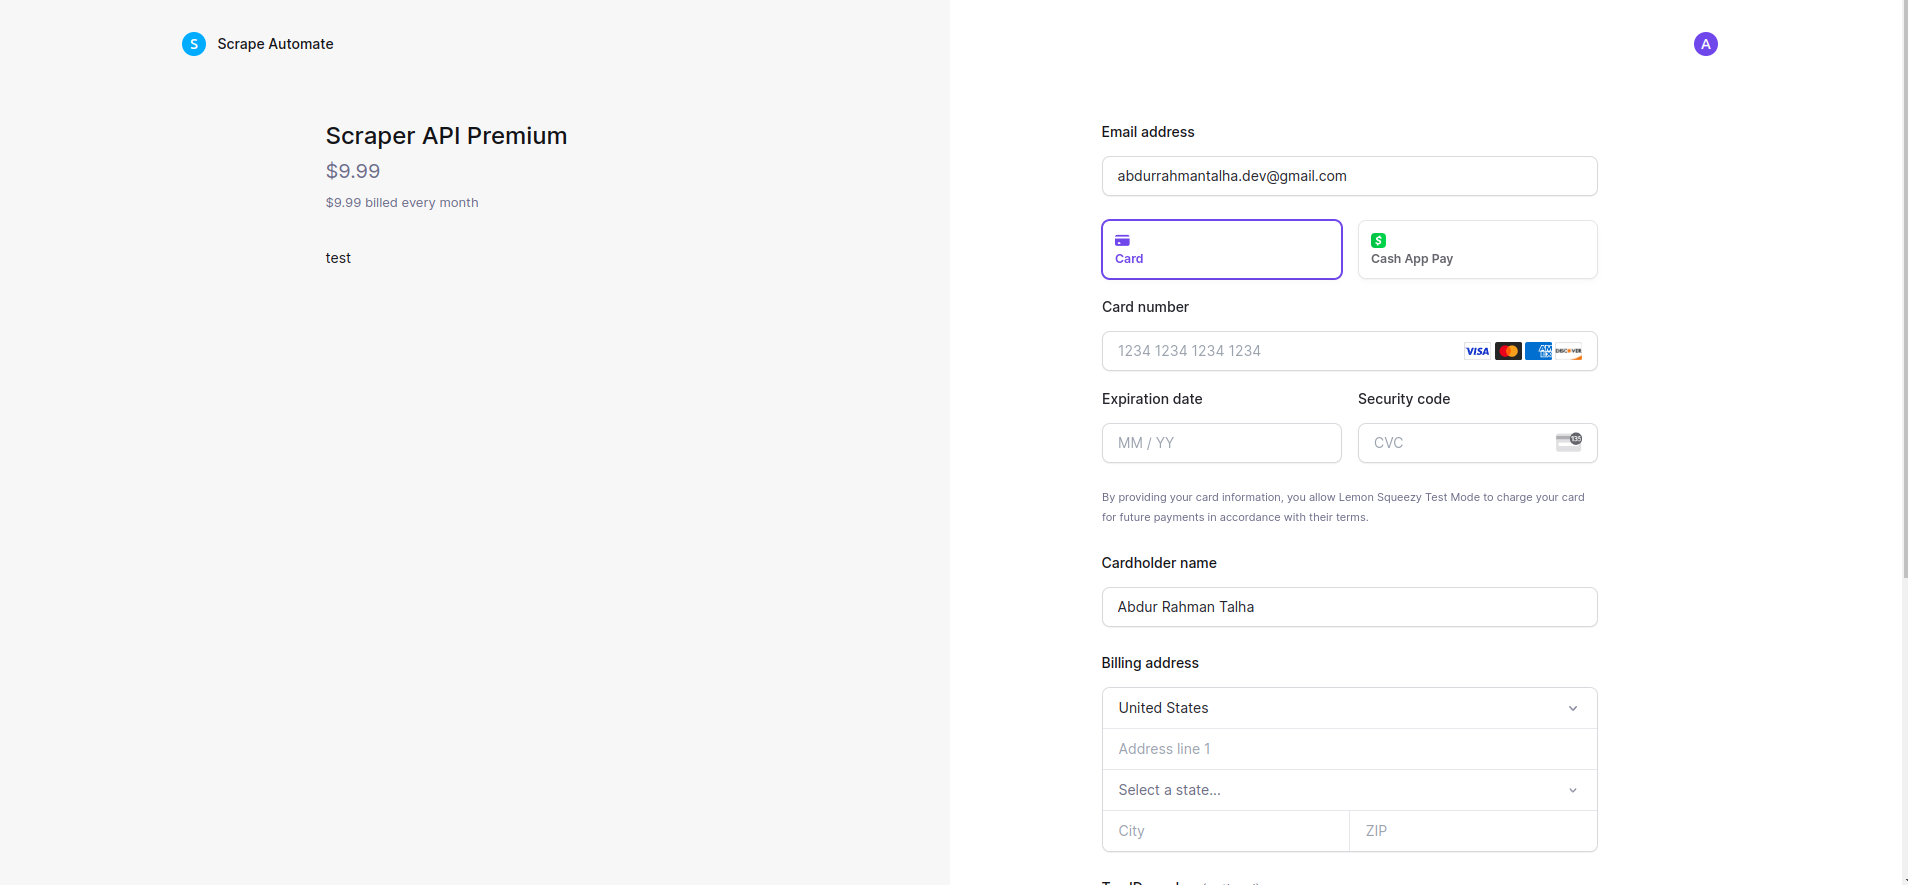 S Scrape Automate
A
Scraper API Premium
$9.99
$9.99 billed every month
test
Email address
abdurrahmantalha.dev@gmail.com
Card
$
Cash App Pay
Card number
1234 1234 1234 1234
VISA AM EX DISCOVER
Expiration date
Security code
MM / YY
CVC
135
By providing your card information, you allow Lemon Squeezy Test Mode to charge your card
for future payments in accordance with their terms.
Cardholder name
Abdur Rahman Talha
Billing address
United States
Address line 1
Select a state...
City
ZIP